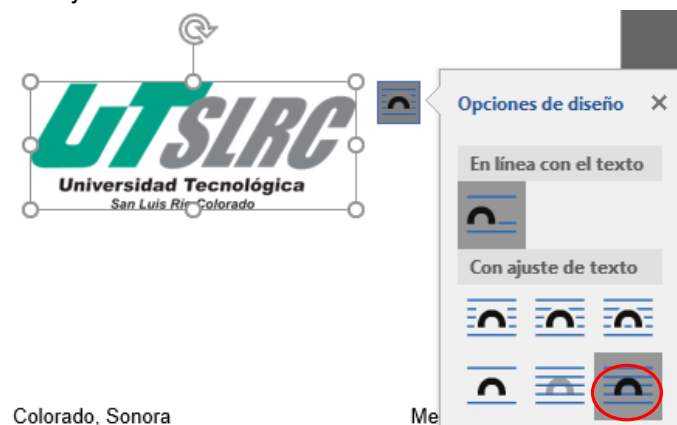 UTSLRC
Universidad Tecnológica
San Luis Río Colorado
Opciones de diseño
En línea con el texto
Con ajuste de texto
Colorado, Sonora
Me